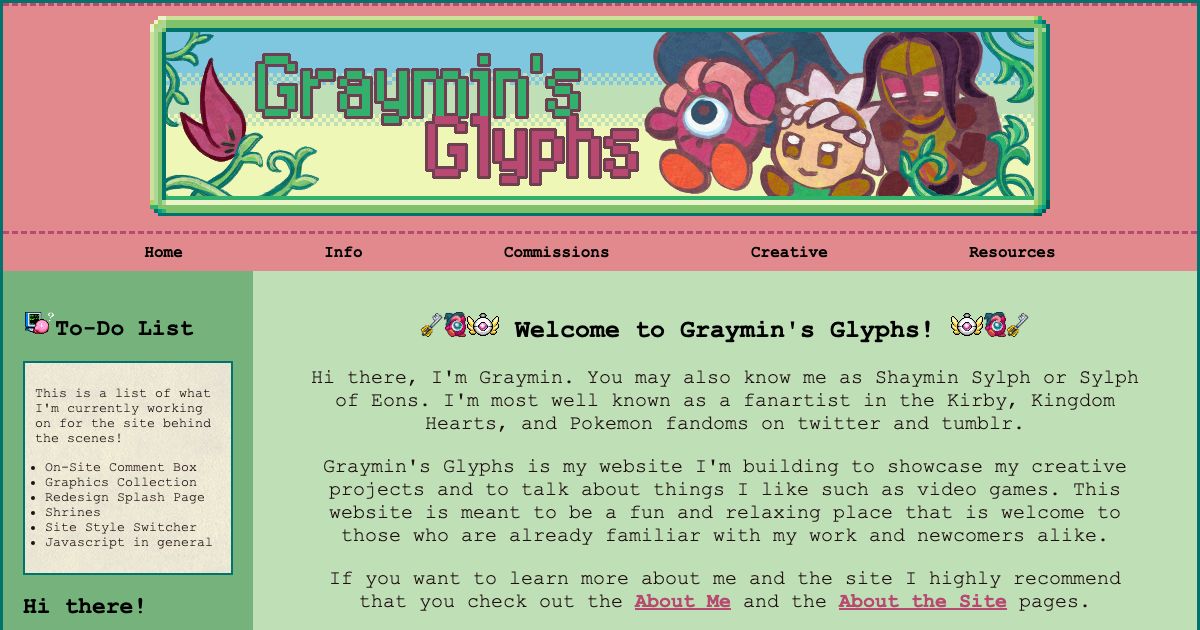 Graymin's
Glyphs
Home Info Commissions Creative Resources
To-Do List
This is a list of what
I'm currently working
on for the site behind
the scenes!
On-Site Comment Box
Graphics Collection
Redesign Splash Page
Shrines
Site Style Switcher
Javascript in general
Hi there!
Welcome to Graymin's Glyphs!
Hi there, I'm Graymin. You may also know me as Shaymin Sylph or Sylph
of Eons. I'm most well known as a fanartist in the Kirby, Kingdom
Hearts, and Pokemon fandoms on twitter and tumblr.
Graymin's Glyphs is my website I'm building to showcase my creative
projects and to talk about things I like such as video games. This
website is meant to be a fun and relaxing place that is welcome to
those who are already familiar with my work and newcomers alike.
If you want to learn more about me and the site I highly recommend
that you check out the About Me and the About the Site pages.